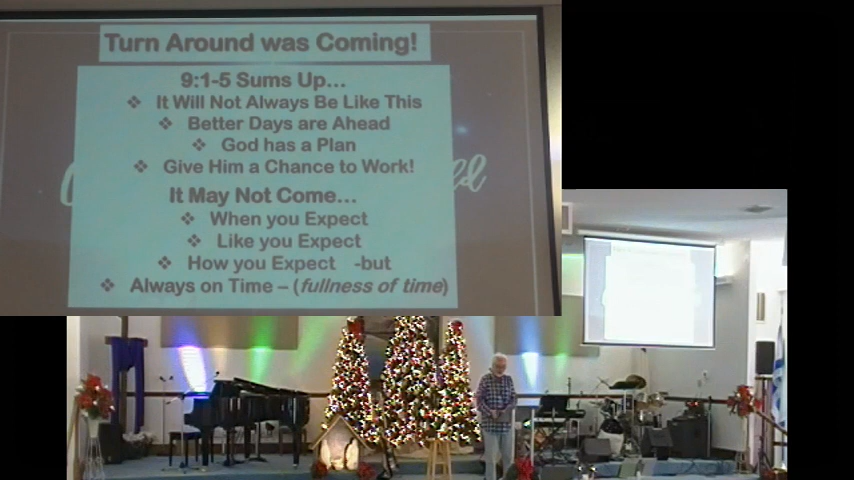 Turn Around was Coming!
9:1-5 Sums Up...
❖ It Will Not Always Be Like This
❖ Better Days are Ahead
❖ God has a Plan
❖ Give Him a Chance to Work!
It May Not Come...
❖ When you Expect
❖ Like you Expect
❖ How you Expect -but
❖ Always on Time – (fullness of time)